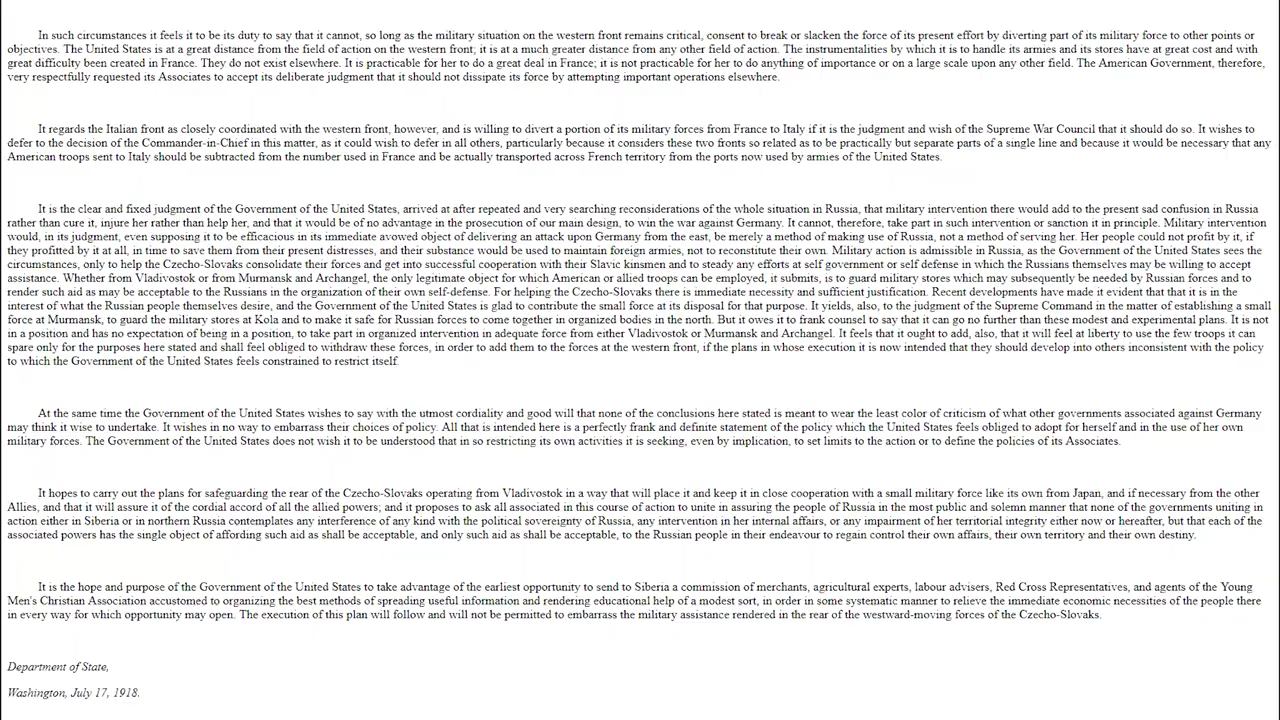 In such circumstances it feels it to be its duty to say that it cannot, so long as the military situation on the western front remains critical, consent to break or slacken the force of its present effort by diverting part of its military force to other points or
objectives. The United States is at a great distance from the field of action on the western front; it is at a much greater distance from any other field of action. The instrumentalities by which it is to handle its armies and its stores have at great cost and with
great difficulty been created in France. They do not exist elsewhere. It is practicable for her to do a great deal in France; it is not practicable for her to do anything of importance or on a large scale upon any other field. The American Government, therefore,
very respectfully requested its Associates to accept its deliberate judgment that it should not dissipate its force by attempting important operations elsewhere.
It regards the Italian front as closely coordinated with the western front, however, and is willing to divert a portion of its military forces from France to Italy if it is the judgment and wish of the Supreme War Council that it should do so. It wishes to
defer to the decision of the Commander-in-Chief in this matter, as it could wish to defer in all others, particularly because it considers these two fronts so related as to be practically but separate parts of a single line and because it would be necessary that any
American troops sent to Italy should be subtracted from the number used in France and be actually transported across French territory from the ports now used by armies of the United States.
It is the clear and fixed judgment of the Government of the United States, arrived at after repeated and very searching reconsiderations of the whole situation in Russia, that military intervention there would add to the present sad confusion in Russia
rather than cure it, injure her rather than help her, and that it would be of no advantage in the prosecution of our main design, to win the war against Germany. It cannot, therefore, take part in such intervention or sanction it in principle. Military intervention
would, in its judgment, even supposing it to be efficacious in its immediate avowed object of delivering an attack upon Germany from the east, be merely a method of making use of Russia, not a method of serving her. Her people could not profit by it, if
they profitted by it at all, in time to save them from their present distresses, and their substance would be used to maintain foreign armies, not to reconstitute their own. Military action is admissible in Russia, as the Government of the United States sees the
circumstances, only to help the Czecho-Slovaks consolidate their forces and get into successful cooperation with their Slavic kinsmen and to steady any efforts at self government or self defense in which the Russians themselves may be willing to accept
assistance. Whether from Vladivostok or from Murmansk and Archangel, the only legitimate object for which American or allied troops can be employed, it submits, is to guard military stores which may subsequently be needed by Russian forces and to
render such aid as may be acceptable to the Russians in the organization of their own self-defense. For helping the Czecho-Slovaks there is immediate necessity and sufficient justification. Recent developments have made it evident that that it is in the
interest of what the Russian people themselves desire, and the Government of the United States is glad to contribute the small force at its disposal for that purpose. It yields, also, to the judgment of the Supreme Command in the matter of establishing a small
force at Murmansk, to guard the military stores at Kola and to make it safe for Russian forces to come together in organized bodies in the north. But it owes it to frank counsel to say that it can go no further than these modest and experimental plans. It is not
in a position and has no expectation of being in a position, to take part in organized intervention in adequate force from either Vladivostok or Murmansk and Archangel. It feels that it ought to add, also, that it will feel at liberty to use the few troops it can
spare only for the purposes here stated and shall feel obliged to withdraw these forces, in order to add them to the forces at the western front, if the plans in whose execution it is now intended that they should develop into others inconsistent with the policy
to which the Government of the United States feels constrained to restrict itself.
At the same time the Government of the United States wishes to say with the utmost cordiality and good will that none of the conclusions here stated is meant to wear the least color of criticism of what other governments associated against Germany
may think it wise to undertake. It wishes in no way to embarrass their choices of policy. All that is intended here is a perfectly frank and definite statement of the policy which the United States feels obliged to adopt for herself and in the use of her own
military forces. The Government of the United States does not wish it to be understood that in so restricting its own activities it is seeking, even by implication, to set limits to the action or to define the policies of its Associates.
It hopes to carry out the plans for safeguarding the rear of the Czecho-Slovaks operating from Vladivostok in a way that will place it and keep it in close cooperation with a small military force like its own from Japan, and if necessary from the other
Allies, and that it will assure it of the cordial accord of all the allied powers; and it proposes to ask all associated in this course of action to unite in assuring the people of Russia in the most public and solemn manner that none of the governments uniting in
action either in Siberia or in northern Russia contemplates any interference of any kind with the political sovereignty of Russia, any intervention in her internal affairs, or any impairment of her territorial integrity either now or hereafter, but that each of the
associated powers has the single object of affording such aid as shall be acceptable, and only such aid as shall be acceptable, to the Russian people in their endeavour to regain control their own affairs, their own territory and their own destiny.
It is the hope and purpose of the Government of the United States to take advantage of the earliest opportunity to send to Siberia a commission of merchants, agricultural experts, labour advisers, Red Cross Representatives, and agents of the Young
Men's Christian Association accustomed to organizing the best methods of spreading useful information and rendering educational help of a modest sort, in order in some systematic manner to relieve the immediate economic necessities of the people there
in every way for which opportunity may open. The execution of this plan will follow and will not be permitted to embarrass the military assistance rendered in the rear of the westward-moving forces of the Czecho-Slovaks.
Department of State,
Washington, July 17, 1918.